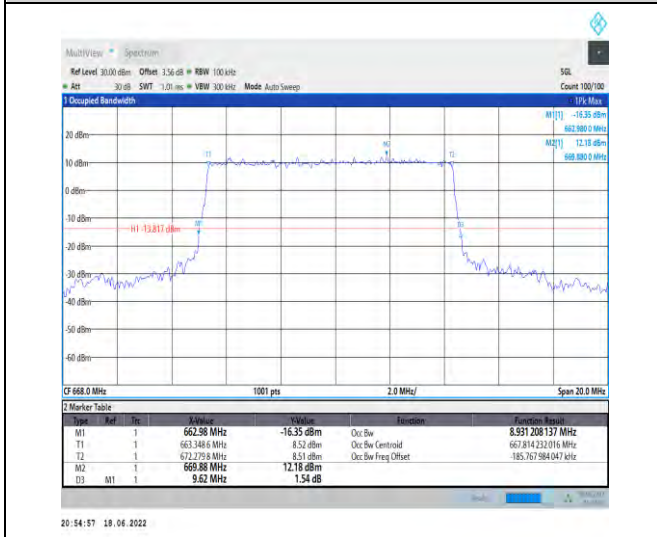 MultiView Spectrum
Ref Level 30.00 dBm Offset 3.56 dB RBW 100 kHz SGL
Att 30 dB SWT 1.01 ms VBW 300 kHz Mode Auto Sweep Count 100/100
1 Occupied Bandwidth 1Pk Max
M1[1] -16.35 dBm
662.9800 MHz
M2[1] 12.18 dBm
669.8800 MHz
20 dBm
10 dBm
0 dBm
-10 dBm
H1 -13.817 dBm
-20 dBm
-30 dBm
-40 dBm
-50 dBm
-60 dBm
T1
M2
T2
M1
D3
CF 668.0 MHz 1001 pts 2.0 MHz/ Span 20.0 MHz
2 Marker Table
Type Ref Trc X-Value Y-Value Function Function Result
M1 1 662.98 MHz -16.35 dBm Occ Bw 8.931 208 137 MHz
T1 1 663.348 6 MHz 8.52 dBm Occ Bw Centroid 667.814 232 016 MHz
T2 1 672.279 8 MHz 8.51 dBm Occ Bw Freq Offset -185.767 984 047 kHz
M2 1 669.88 MHz 12.18 dBm
D3 M1 1 9.62 MHz 1.54 dB
20:54:57 18.06.2022